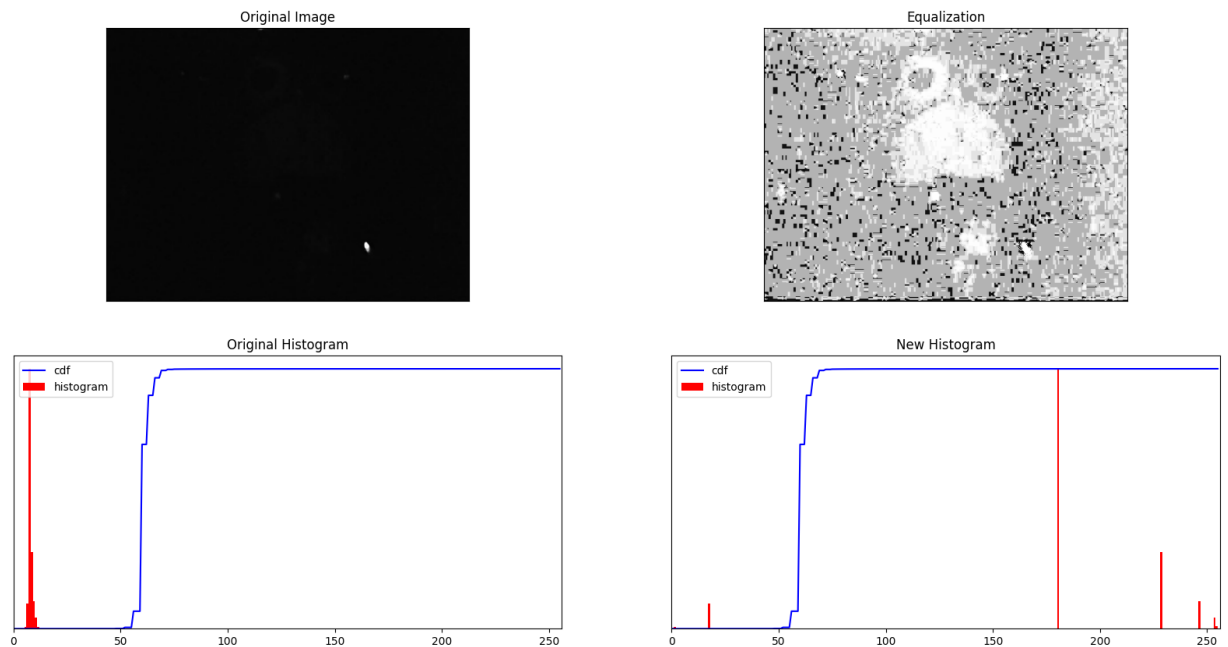 Original Image
Equalization
Original Histogram
cdf
histogram
0 50 100 150 200 250
New Histogram
cdf
histogram
0 50 100 150 200 250